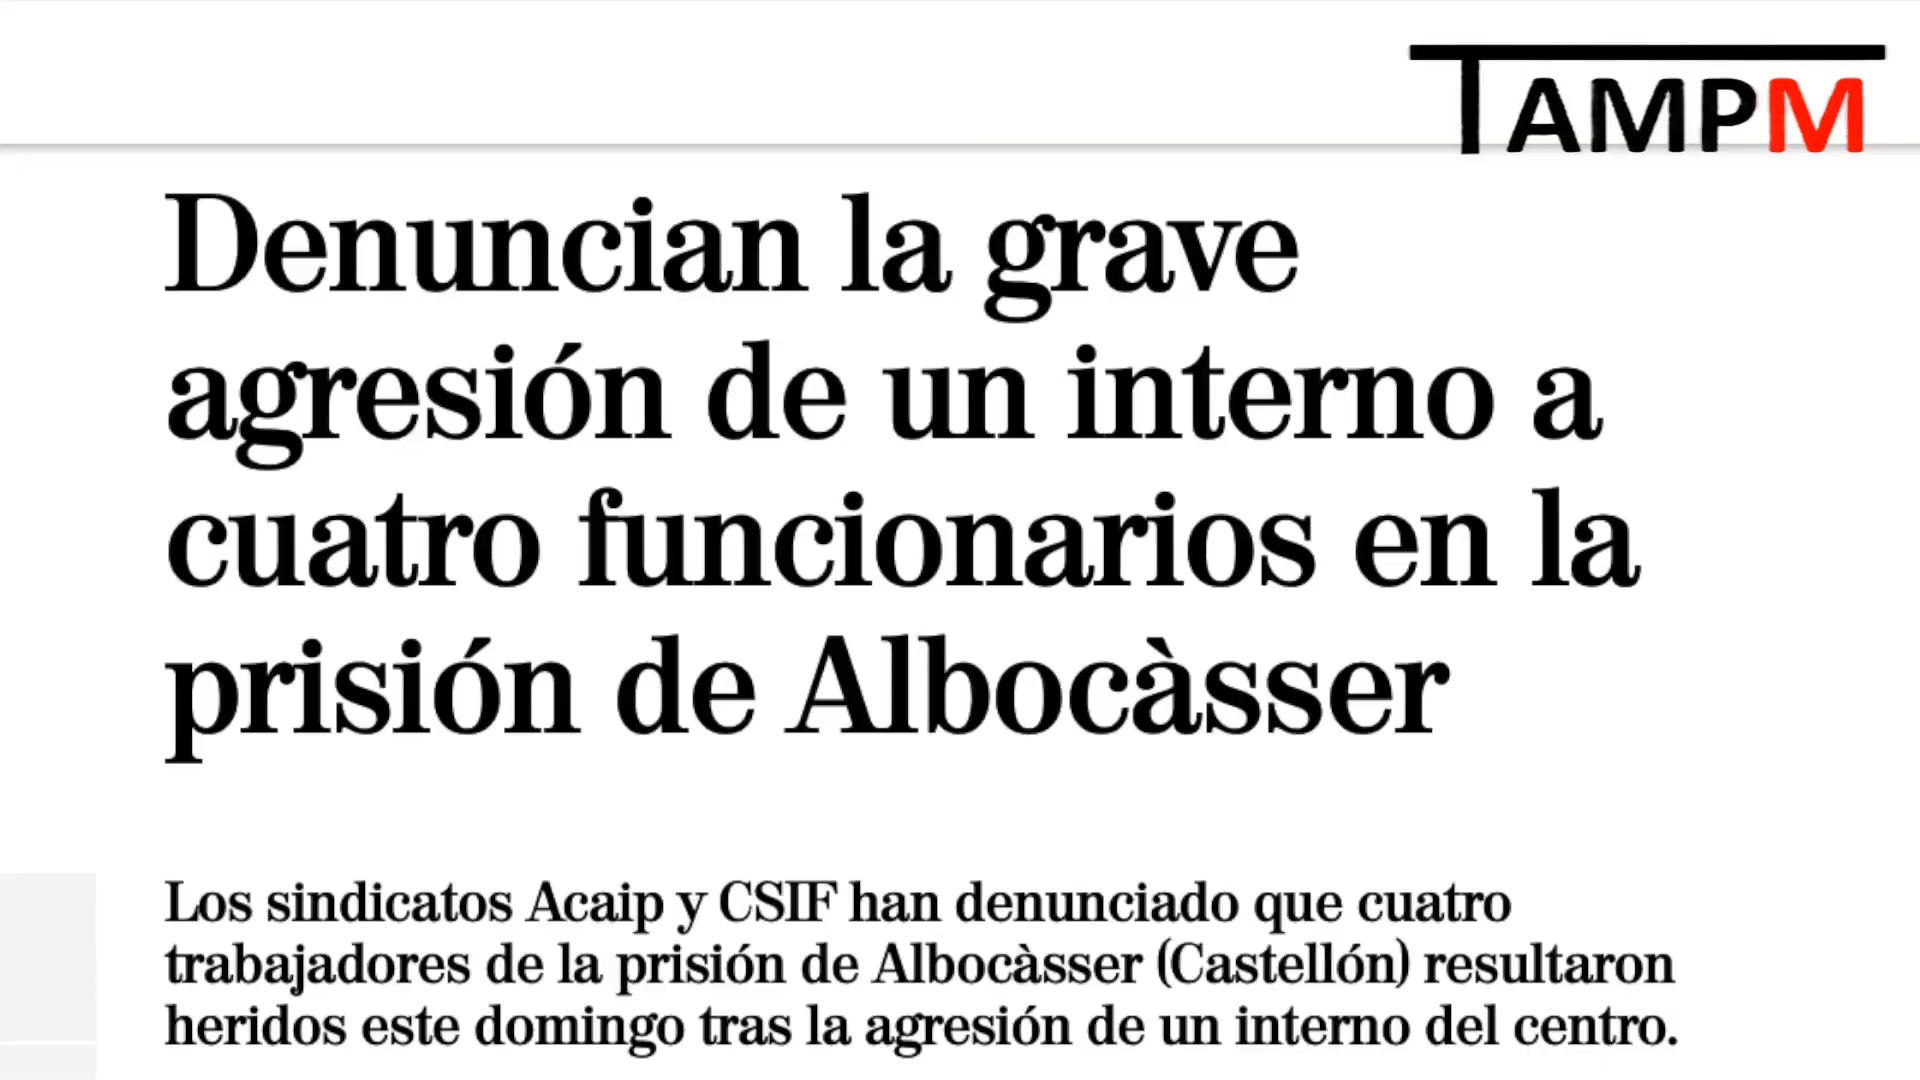 TAMPM
Denuncian la grave
agresión de un interno a
cuatro funcionarios en la
prisión de Albocàsser
Los sindicatos Acaip y CSIF han denunciado que cuatro
trabajadores de la prisión de Albocàsser (Castellón) resultaron
heridos este domingo tras la agresión de un interno del centro.